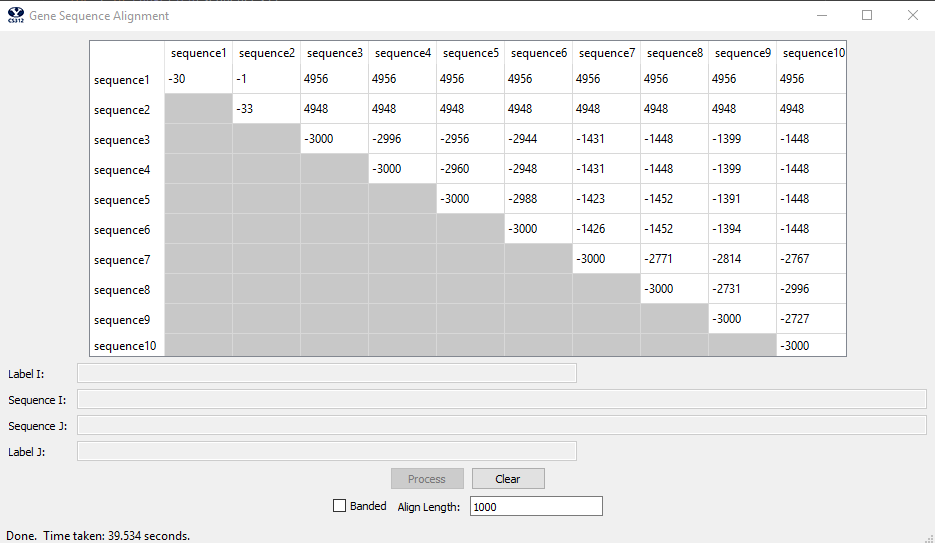 CS312 Gene Sequence Alignment
sequence1 sequence2 sequence3 sequence4 sequence5 sequence6 sequence7 sequence8 sequence9 sequence10
sequence1 -30 -1 4956 4956 4956 4956 4956 4956 4956 4956
sequence2 -33 4948 4948 4948 4948 4948 4948 4948 4948
sequence3 -3000 -2996 -2956 -2944 -1431 -1448 -1399 -1448
sequence4 -3000 -2960 -2948 -1431 -1448 -1399 -1448
sequence5 -3000 -2988 -1423 -1452 -1391 -1448
sequence6 -3000 -1426 -1452 -1394 -1448
sequence7 -3000 -2771 -2814 -2767
sequence8 -3000 -2731 -2996
sequence9 -3000 -2727
sequence10 -3000
Label I:
Sequence I:
Sequence J:
Label J:
Process Clear
Banded Align Length: 1000
Done. Time taken: 39.534 seconds.